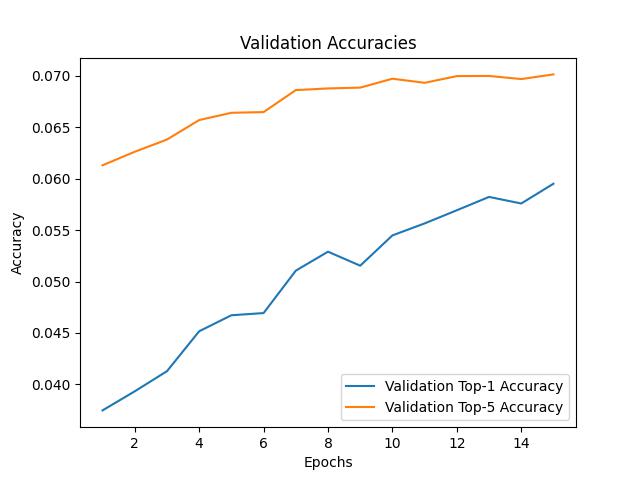 Validation Accuracies
0.070
0.065
0.060
0.055
0.050
0.045
0.040
Accuracy
2 4 6 8 10 12 14
Epochs
Validation Top-1 Accuracy
Validation Top-5 Accuracy